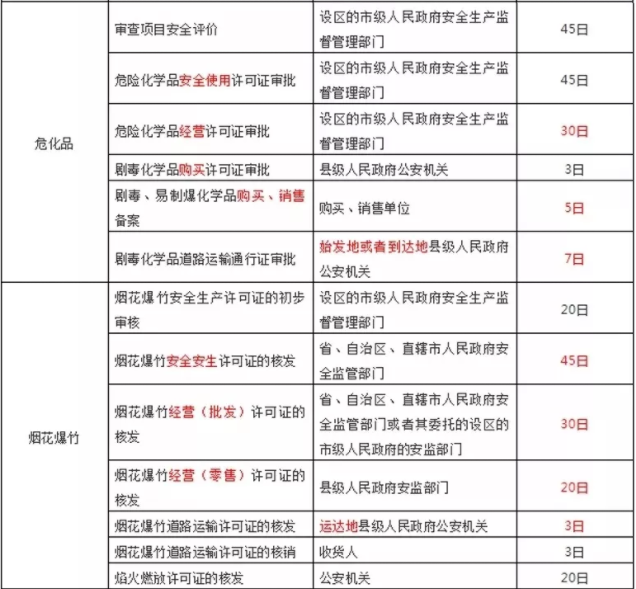 危化品
审查项目安全评价
设区的市级人民政府安全生产监
督管理部门
45日
危险化学品安全使用许可证审批
设区的市级人民政府安全生产监
督管理部门
45日
危险化学品经营许可证审批
设区的市级人民政府安全生产监
督管理部门
30日
剧毒化学品购买许可证审批
县级人民政府公安机关
3日
剧毒、易制爆化学品购买、销售
备案
购买、销售单位
5日
剧毒化学品道路运输通行证审批
始发地或者到达地县级人民政府
公安机关
7日
烟花爆竹
烟花爆竹安全生产许可证的初步
审核
设区的市级人民政府安全生产监
督管理部门
20日
烟花爆竹安全安生许可证的核发
省、自治区、直辖市人民政府安
全监管部门
45日
烟花爆竹经营（批发）许可证
的核发
省、自治区、直辖市人民政府
安全监管部门或者其委托的设区的
市级人民政府的安监部门
30日
烟花爆竹经营（零售）许可证
的核发
县级人民政府安监部门
20日
烟花爆竹道路运输许可证的核发
运达地县级人民政府公安机关
3日
烟花爆竹道路运输许可证的核销
收货人
3日
焰火燃放许可证的核发
公安机关
20日